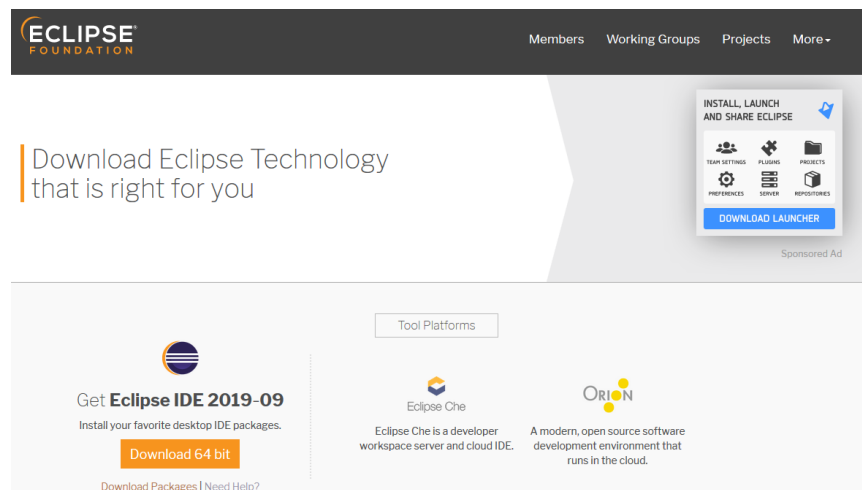 ECLIPSE®
FOUNDATION
Members Working Groups Projects More
Download Eclipse Technology
that is right for you
INSTALL, LAUNCH
AND SHARE ECLIPSE
TEAM SETTINGS PLUGINS PROJECTS
PREFERENCES SERVER REPOSITORIES
DOWNLOAD LAUNCHER
Sponsored Ad
Tool Platforms
Get Eclipse IDE 2019-09
Install your favorite desktop IDE packages.
Download 64 bit
Download Packages | Need Help?
Eclipse Che
Eclipse Che is a developer
workspace server and cloud IDE.
ORION
A modern, open source software
development environment that
runs in the cloud.